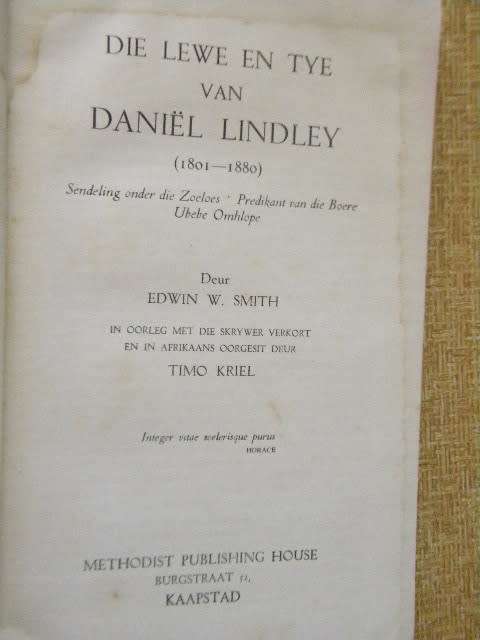 DIE LEWE EN TYE
VAN
DANIËL LINDLEY
(1801—1880)
Sendeling onder die Zoeloes · Predikant van die Boere
Ubebe Omhlope
Deur
EDWIN W. SMITH
IN OORLEG MET DIE SKRYWER VERKORT
EN IN AFRIKAANS OORGESIT DEUR
TIMO KRIEL
Integer vitae scelerisque purus
HORACE
METHODIST PUBLISHING HOUSE
BURGSTRAAT 51,
KAAPSTAD